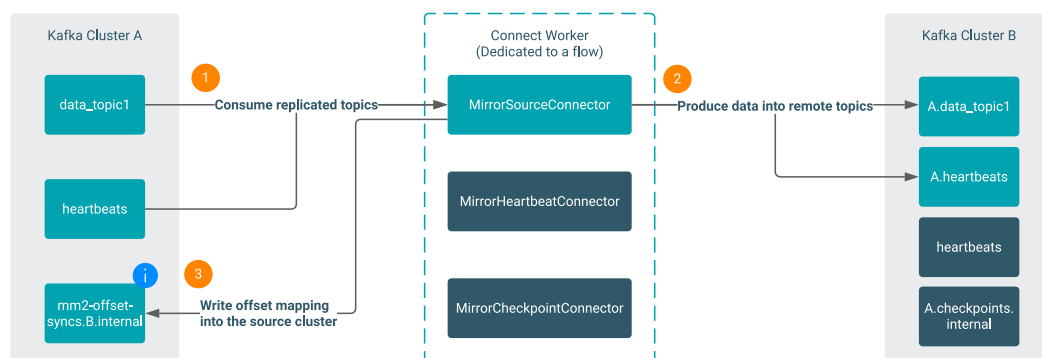 Kafka Cluster A
data_topic1
heartbeats
mm2-offset-
syncs.B.internal
i
1
Consume replicated topics
3
Write offset mapping
into the source cluster
Connect Worker
(Dedicated to a flow)
MirrorSourceConnector
MirrorHeartbeatConnector
MirrorCheckpointConnector
2
Produce data into remote topics
Kafka Cluster B
A.data_topic1
A.heartbeats
heartbeats
A.checkpoints.
internal